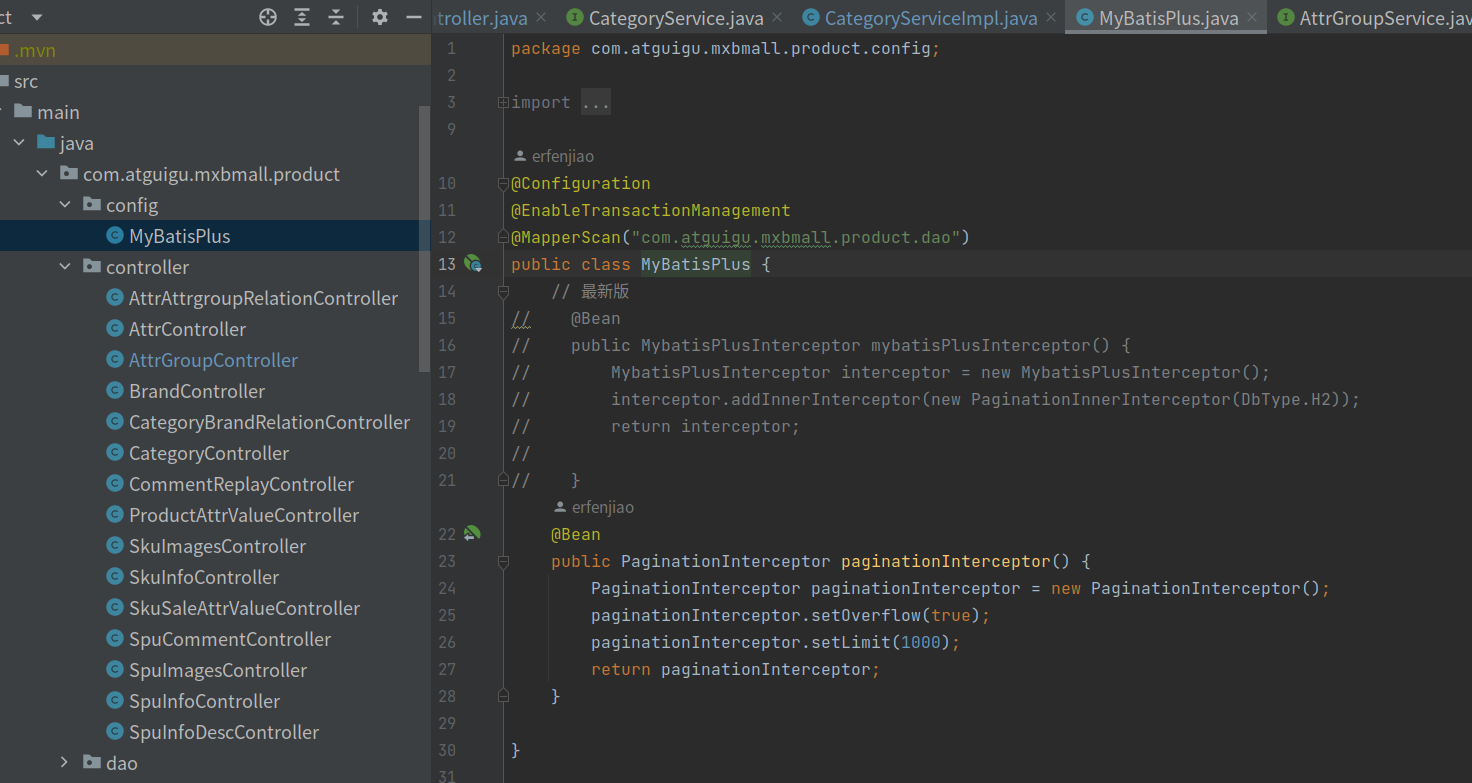 ct
.mvn
src
main
java
com.atguigu.mxbmall.product
config
MyBatisPlus
controller
AttrAttrgroupRelationController
AttrController
AttrGroupController
BrandController
CategoryBrandRelationController
CategoryController
CommentReplayController
ProductAttrValueController
SkuImagesController
SkuInfoController
SkuSaleAttrValueController
SpuCommentController
SpuImagesController
SpuInfoController
SpuInfoDescController
dao
troller.java CategoryService.java CategoryServiceImpl.java MyBatisPlus.java AttrGroupService.jav
1 package com.atguigu.mxbmall.product.config;
2
3 import ...
9
erfenjiao
10 @Configuration
11 @EnableTransactionManagement
12 @MapperScan("com.atguigu.mxbmall.product.dao")
13 public class MyBatisPlus {
14 // 最新版
15 // @Bean
16 // public MybatisPlusInterceptor mybatisPlusInterceptor() {
17 // MybatisPlusInterceptor interceptor = new MybatisPlusInterceptor();
18 // interceptor.addInnerInterceptor(new PaginationInnerInterceptor(DbType.H2));
19 // return interceptor;
20 //
21 // }
erfenjiao
22 @Bean
23 public PaginationInterceptor paginationInterceptor() {
24 PaginationInterceptor paginationInterceptor = new PaginationInterceptor();
25 paginationInterceptor.setOverflow(true);
26 paginationInterceptor.setLimit(1000);
27 return paginationInterceptor;
28 }
29
30 }
31